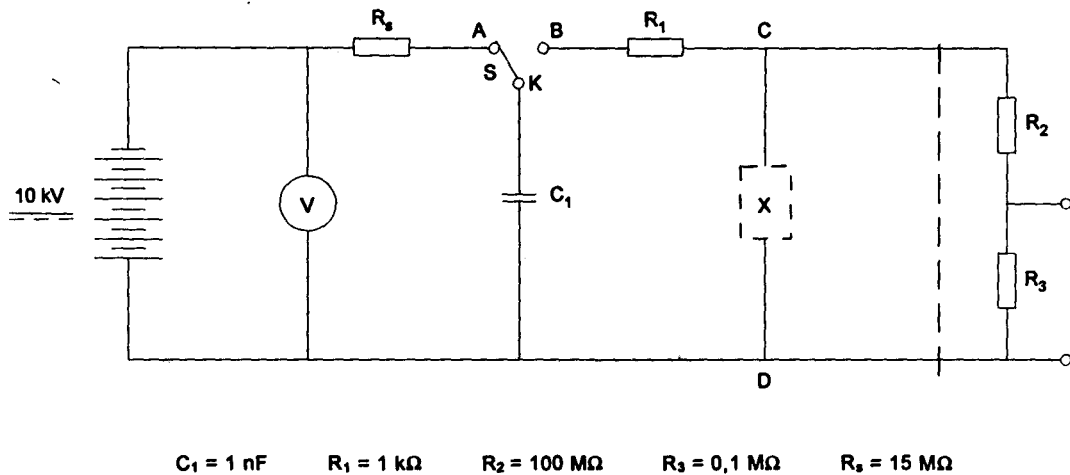 R₅ A B R₁ C
S K
R₂
10 kV V C₁ X
R₃
D
C₁ = 1 nF R₁ = 1 kΩ R₂ = 100 MΩ R₃ = 0,1 MΩ Rₛ = 15 MΩ